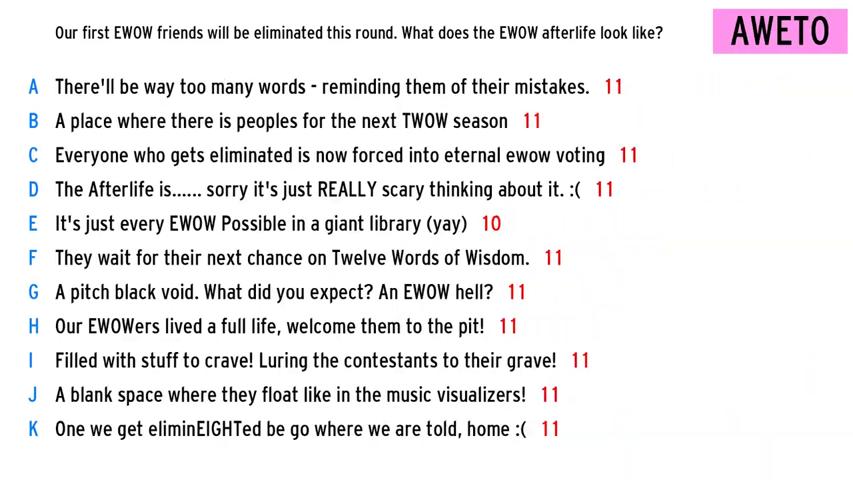 Our first EWOW friends will be eliminated this round. What does the EWOW afterlife look like?
AWETO
A There'll be way too many words - reminding them of their mistakes. 11
B A place where there is peoples for the next TWOW season 11
C Everyone who gets eliminated is now forced into eternal ewow voting 11
D The Afterlife is...... sorry it's just REALLY scary thinking about it. :( 11
E It's just every EWOW Possible in a giant library (yay) 10
F They wait for their next chance on Twelve Words of Wisdom. 11
G A pitch black void. What did you expect? An EWOW hell? 11
H Our EWOWers lived a full life, welcome them to the pit! 11
I Filled with stuff to crave! Luring the contestants to their grave! 11
J A blank space where they float like in the music visualizers! 11
K One we get eliminEIGHTed be go where we are told, home :( 11